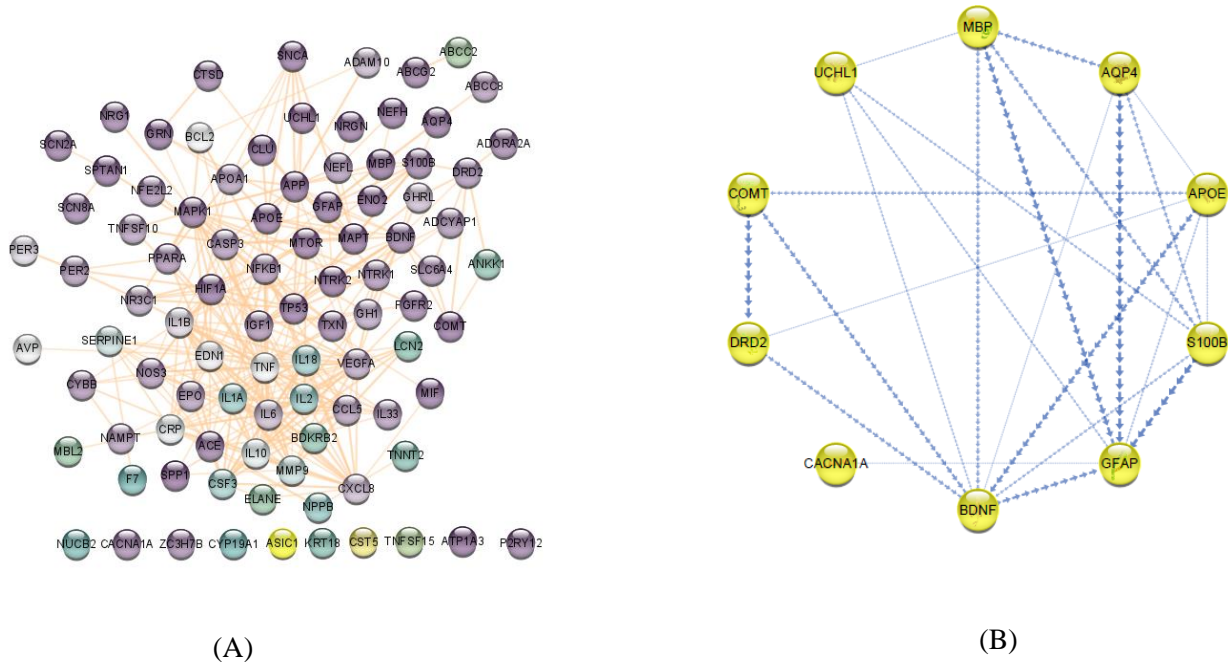 SNCA
ADAM10
ABCC2
CTSD
ABCG2
ABCC8
NRG1
GRN
BCL2
UCHL1
NRGN
NEFH
AQP4
SCN2A
CLU
ADORA2A
SPTAN1
NFE2L2
APOA1
NEFL
MBP
S100B
DRD2
APP
SCN8A
MAPK1
GFAP
ENO2
GHRL
TNFSF10
APOE
ADCYAP1
PER3
CASP3
MTOR
MAPT
BDNF
PER2
PPARA
NFKB1
NTRK2
NTRK1
SLC6A4
ANKK1
NR3C1
HIF1A
TP53
GH1
FGFR2
IL1B
IGF1
TXN
COMT
AVP
SERPINE1
EDN1
TNF
IL18
VEGFA
LCN2
CYBB
NOS3
EPO
IL1A
IL2
MIF
IL6
CCL5
IL33
NAMPT
CRP
ACE
BDKRB2
MBL2
IL10
MMP9
TNNT2
F7
SPP1
CSF3
CXCL8
ELANE
NPPB
NUCB2 CACNA1A ZC3H7B CYP19A1 ASIC1 KRT18 CST5 TNFSF15 ATP1A3 P2RY12
(A)
MBP
UCHL1
AQP4
COMT
APOE
DRD2
S100B
CACNA1A
GFAP
BDNF
(B)